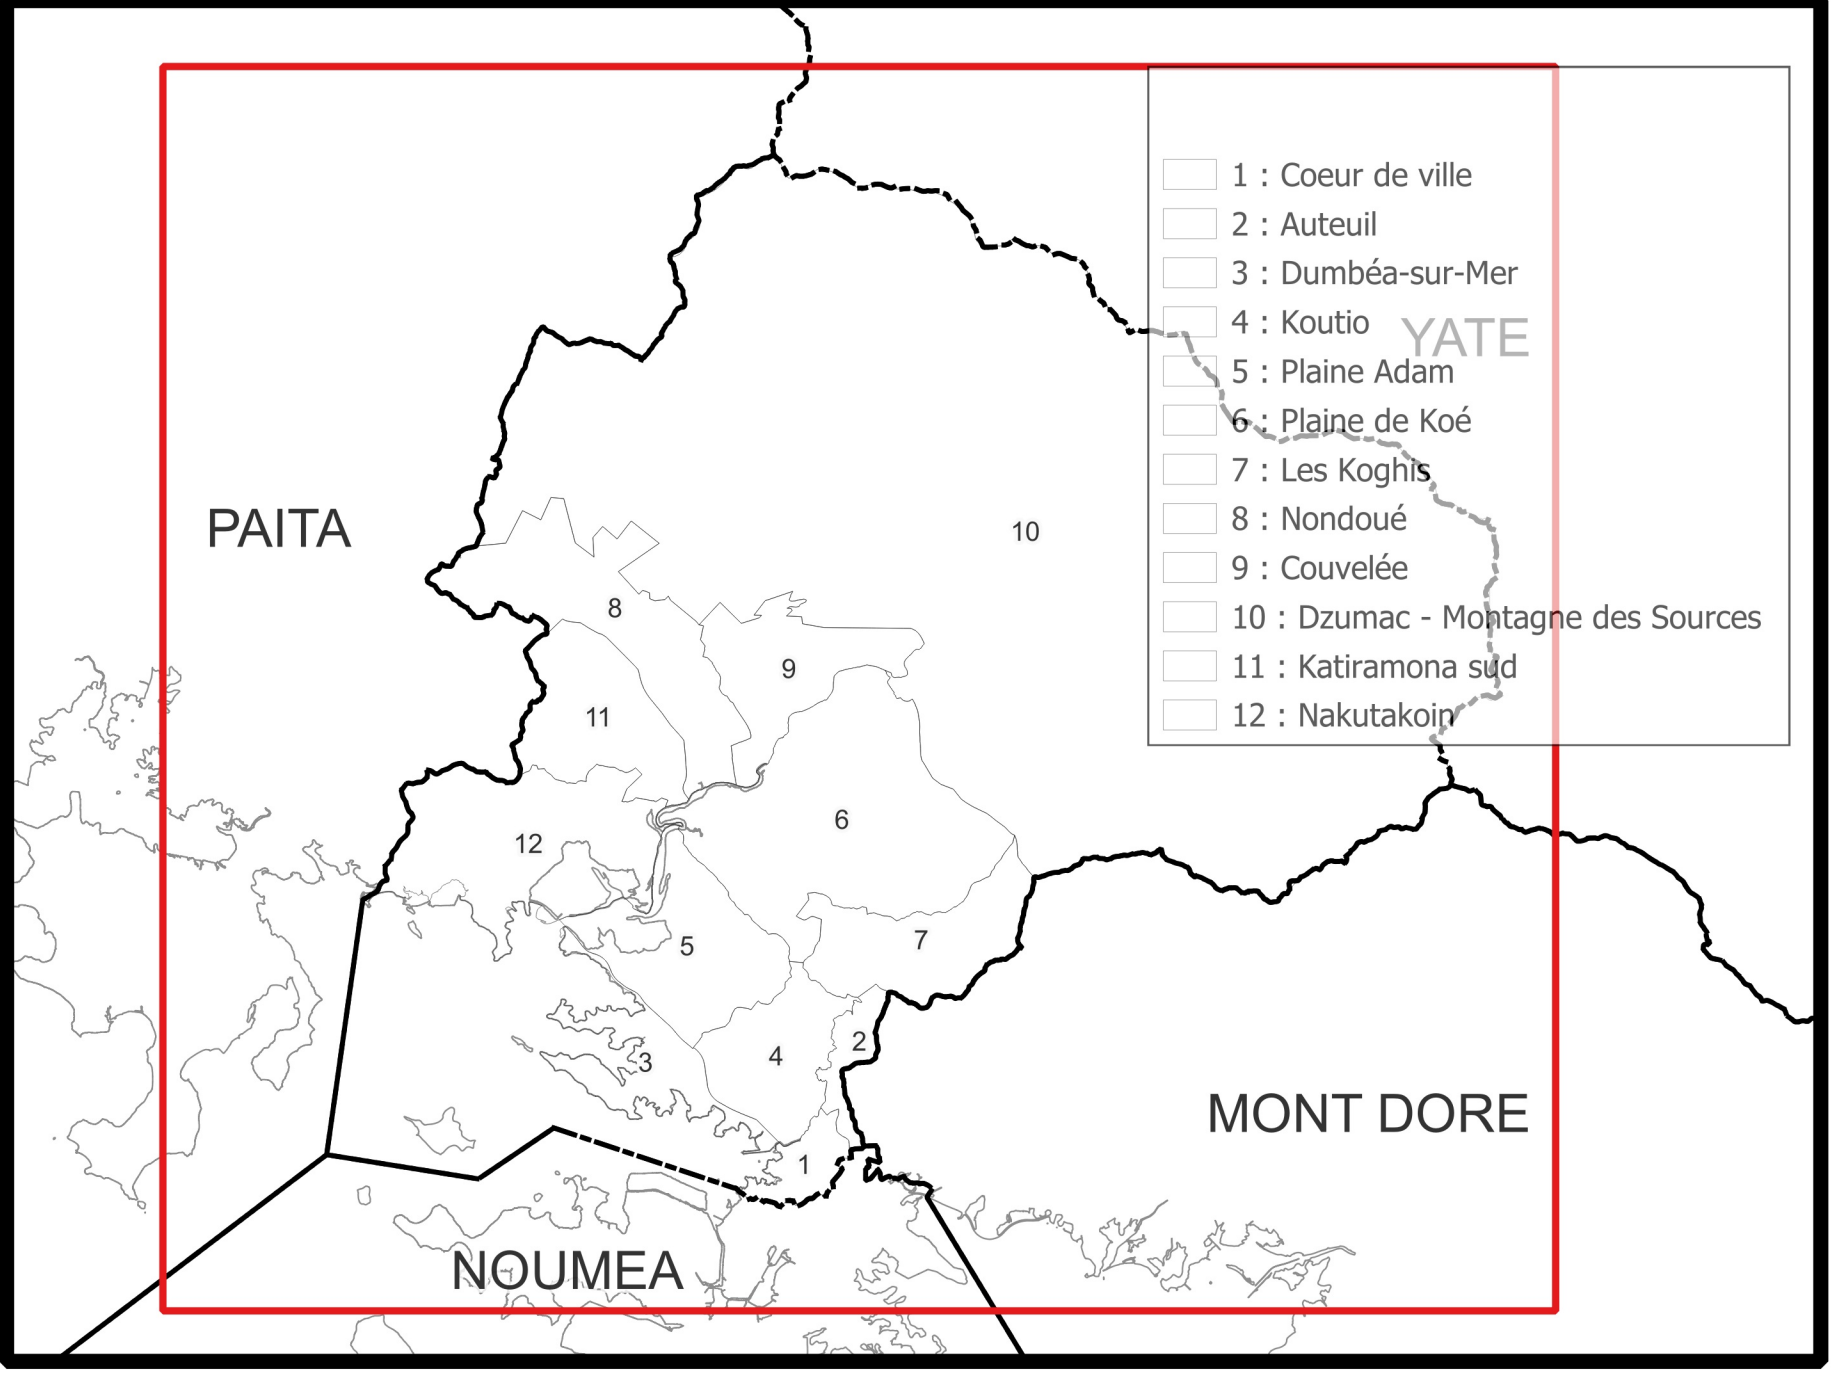 1 : Coeur de ville
2 : Auteuil
3 : Dumbéa-sur-Mer
4 : Koutio
YATE
5 : Plaine Adam
6 : Plaine de Koé
7 : Les Koghis
8 : Nondoué
9 : Couvelée
10 : Dzumac - Montagne des Sources
11 : Katiramona sud
12 : Nakutakoin
PAITA
10
8
9
11
6
12
7
5
2
4
3
MONT DORE
1
NOUMEA